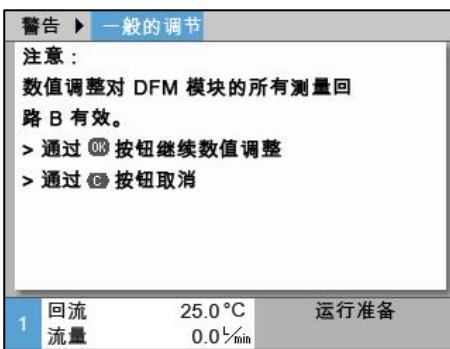 警告 ▶ 一般的调节
注意：
数值调整对 DFM 模块的所有测量回
路 B 有效。
> 通过 OK 按钮继续数值调整
> 通过 C 按钮取消
1 回流 25.0°C 运行准备
流量 0.0 L/min